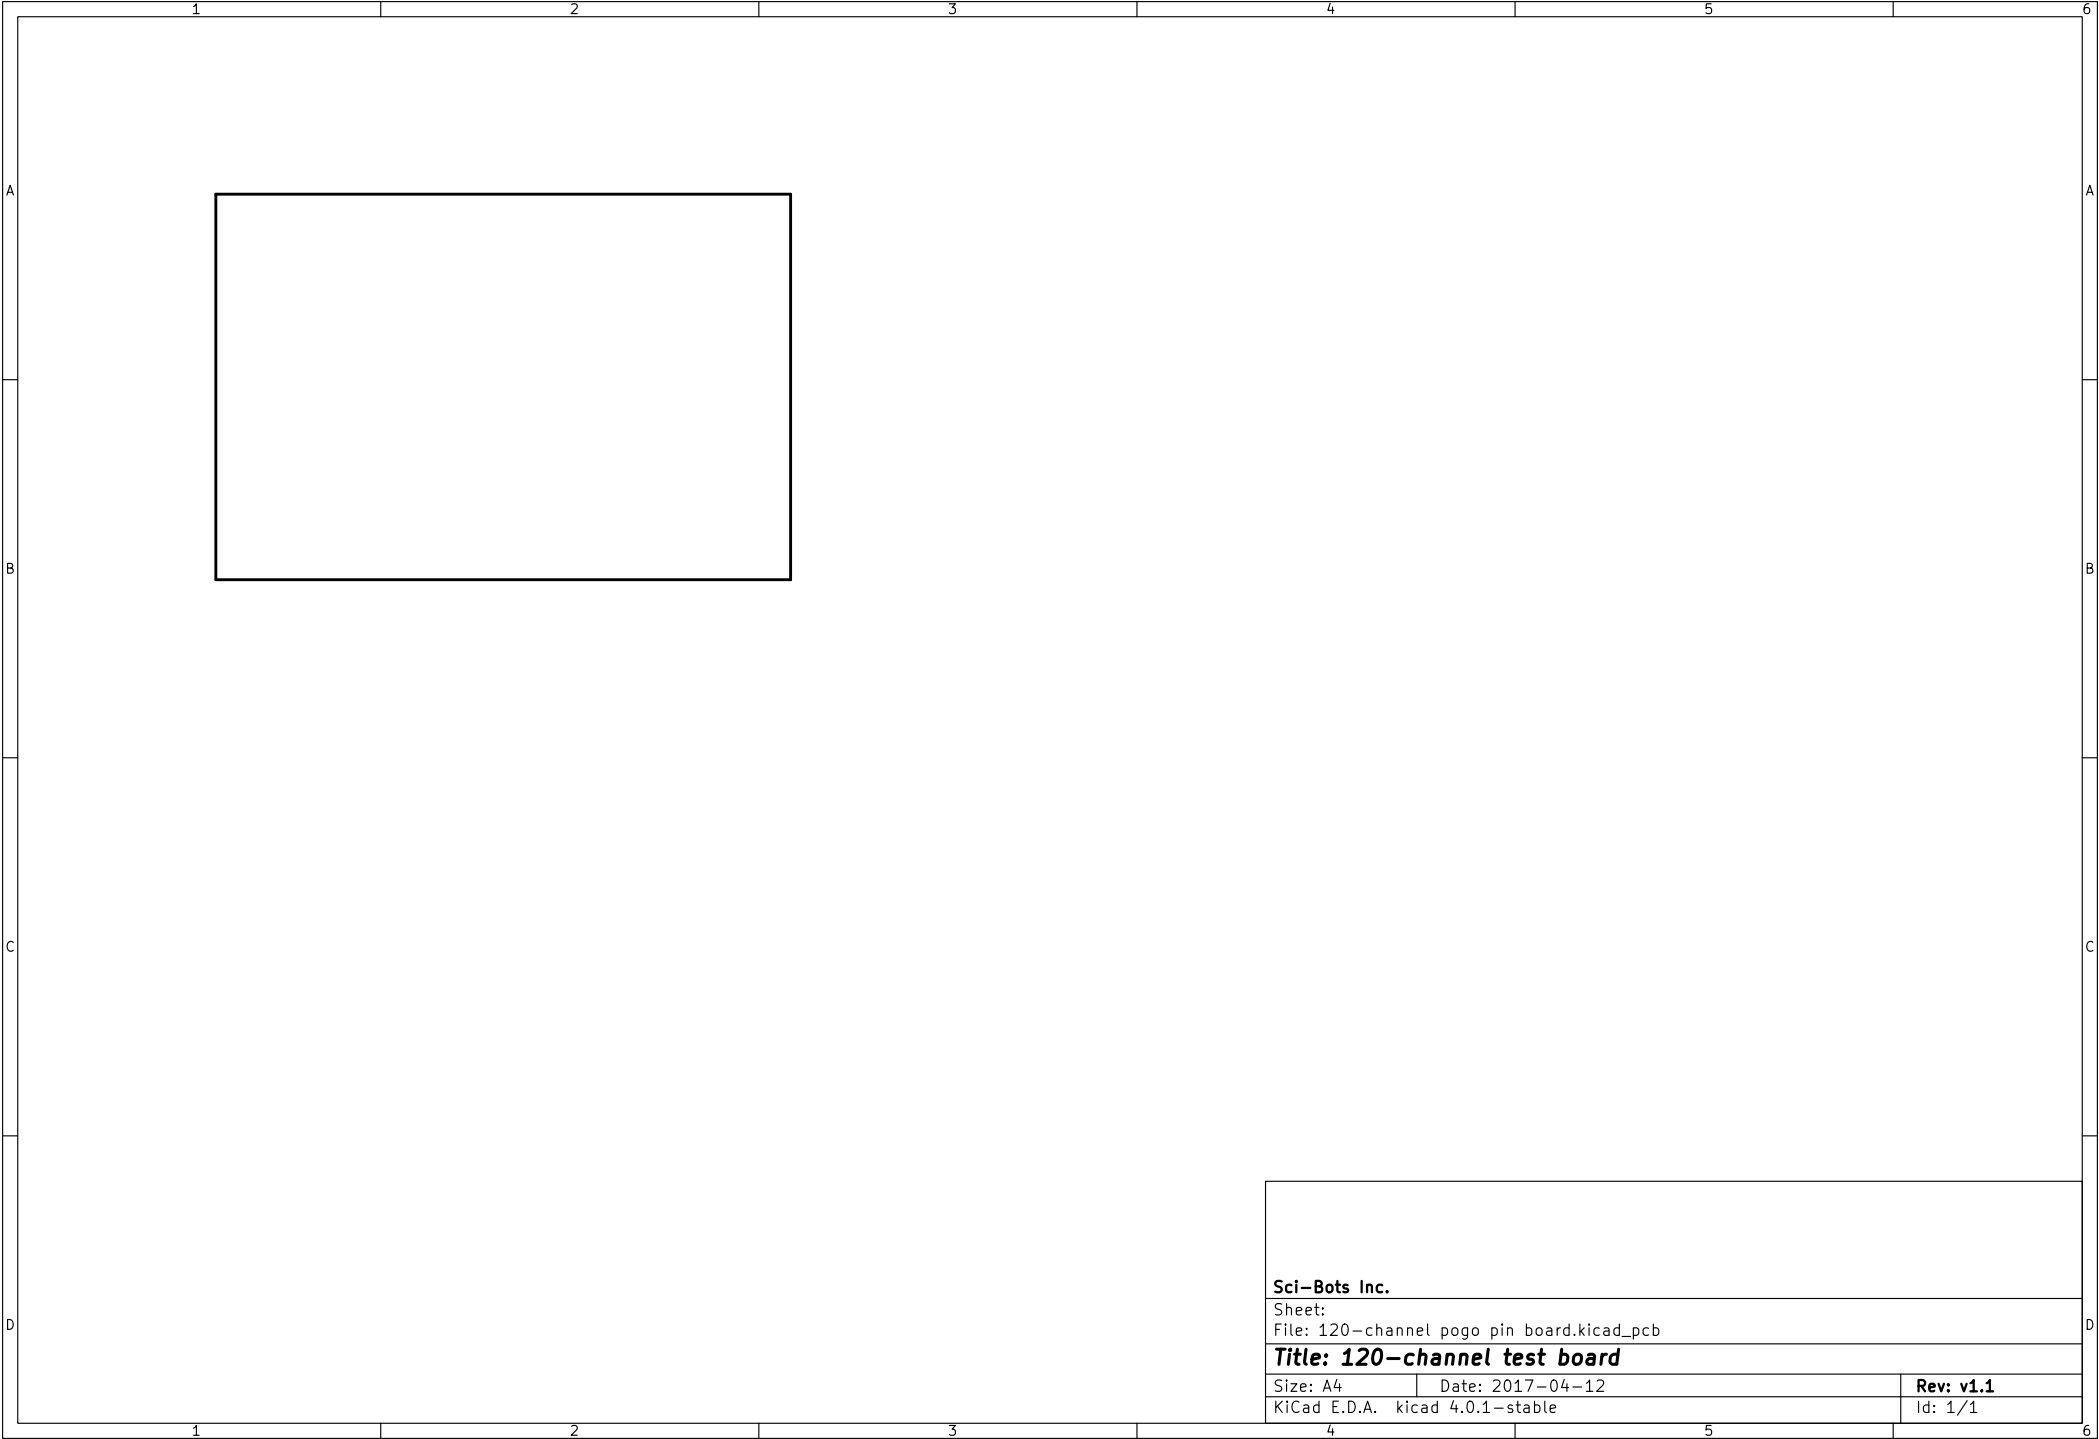 1 2 3 4 5 6
A A
B B
C C
D D
Sci-Bots Inc.
Sheet:
File: 120-channel pogo pin board.kicad_pcb
Title: 120-channel test board
Size: A4 Date: 2017-04-12 Rev: v1.1
KiCad E.D.A. kicad 4.0.1-stable Id: 1/1
1 2 3 4 5 6